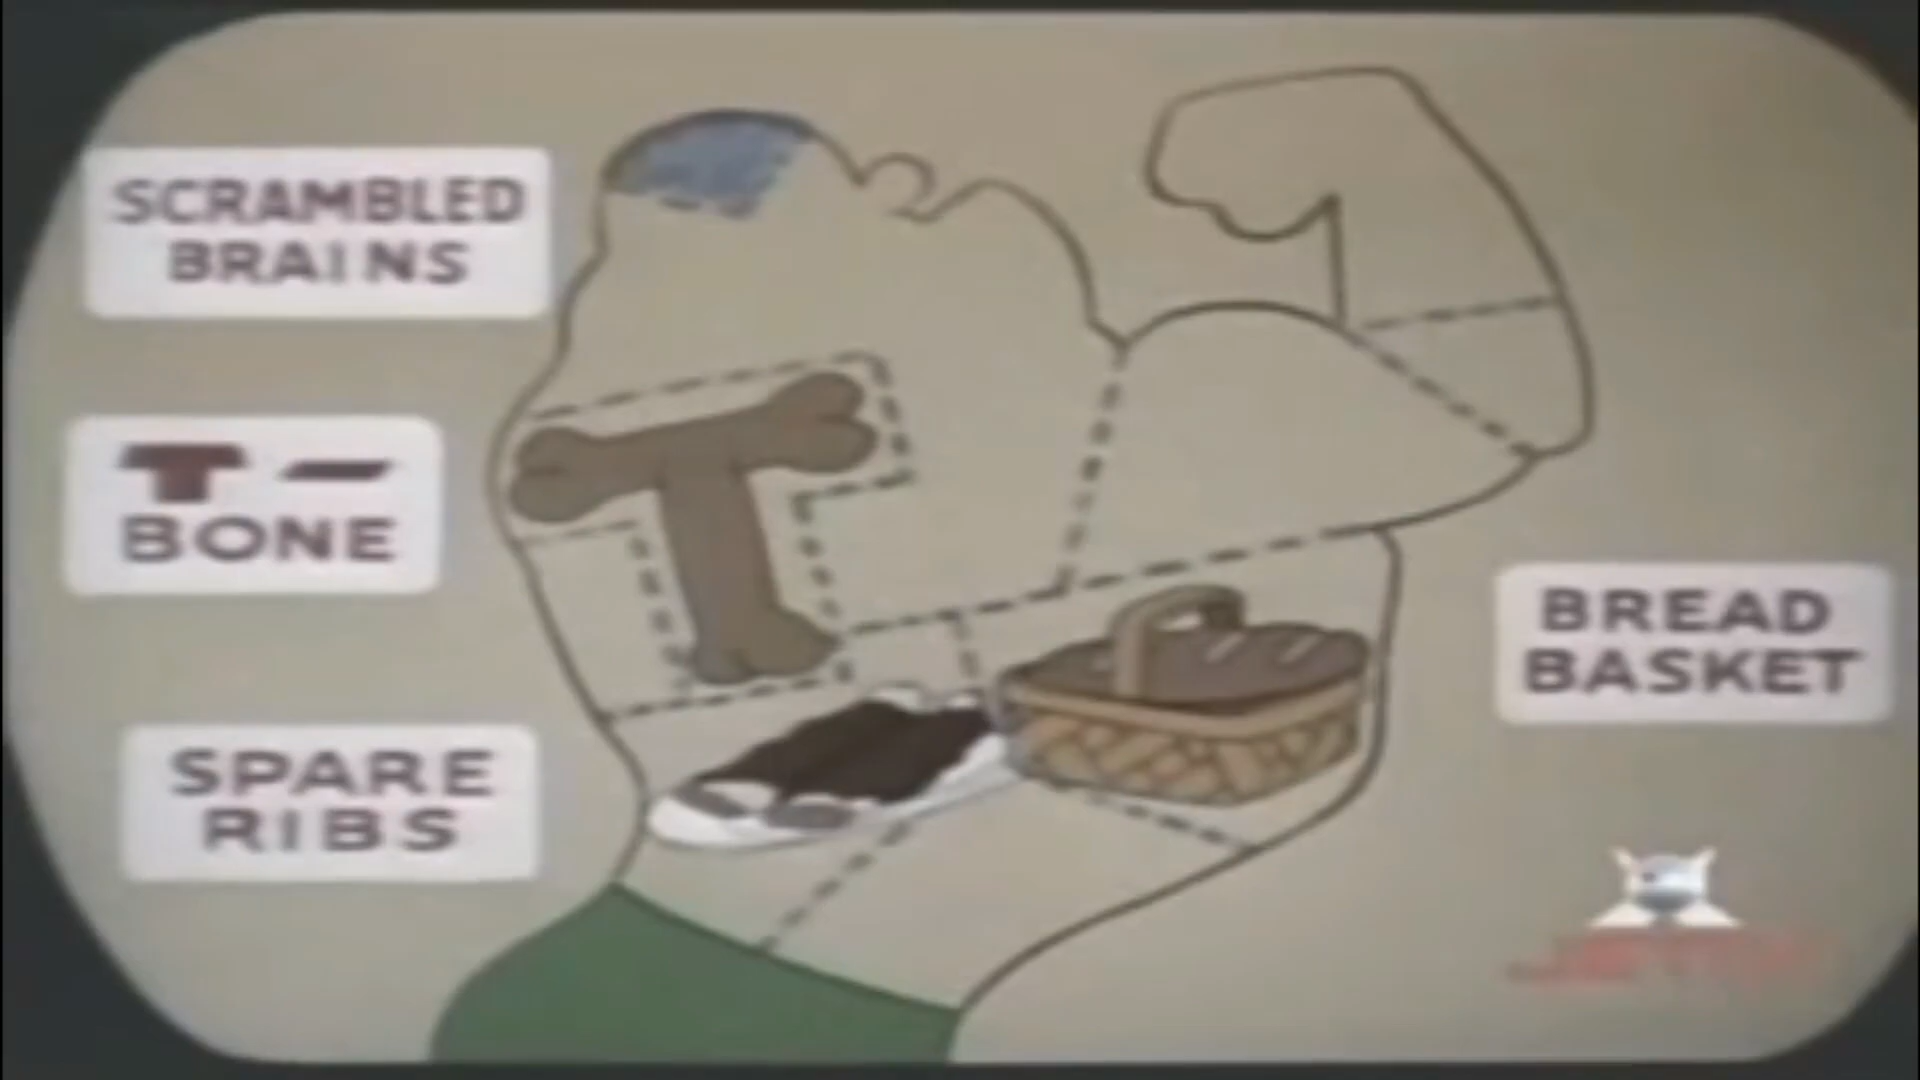 SCRAMBLED
BRAINS
T-
BONE
SPARE
RIBS
BREAD
BASKET